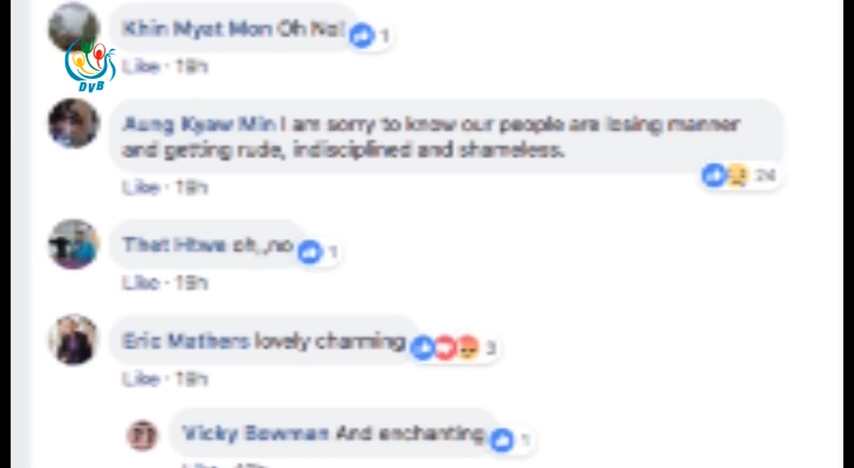 Khin Myat Mon Oh No! 1
DVB
Like · 19h
Aung Kyaw Min I am sorry to know our people are losing manner
and getting rude, indisciplined and shameless.
24
Like · 19h
Thet Htwe oh,,no 1
Like · 19h
Eric Mathers lovely charming 3
Like · 19h
Vicky Bowman And enchanting 1
Like